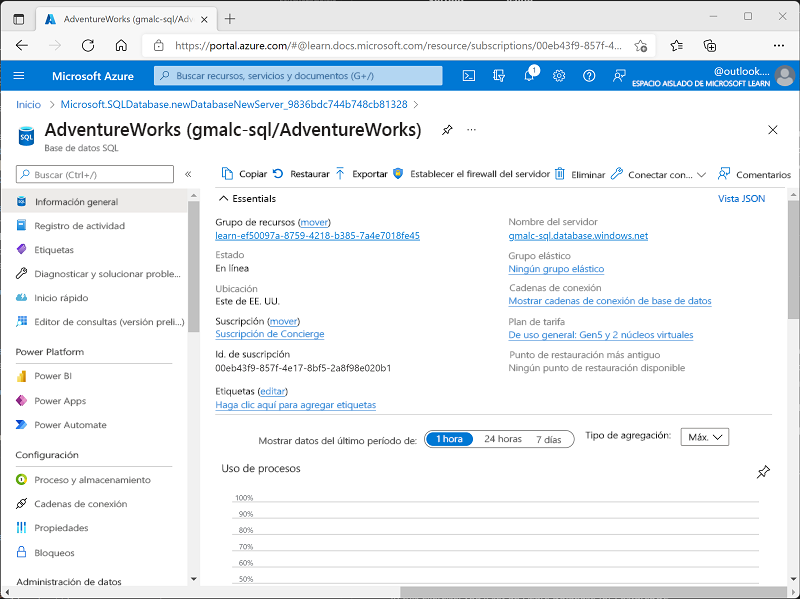 AdventureWorks (gmalc-sql/Adv
https://portal.azure.com/#@learn.docs.microsoft.com/resource/subscriptions/00eb43f9-857f-4...
Microsoft Azure
Buscar recursos, servicios y documentos (G+/)
1
@outlook....
ESPACIO AISLADO DE MICROSOFT LEARN
Inicio > Microsoft.SQLDatabase.newDatabaseNewServer_9836bdc744b748cb81328 >
SQL
AdventureWorks (gmalc-sql/AdventureWorks)
Base de datos SQL
Buscar (Ctrl+/)
Información general
Registro de actividad
Etiquetas
Diagnosticar y solucionar proble...
Inicio rápido
Editor de consultas (versión preli...)
Power Platform
Power BI
Power Apps
Power Automate
Configuración
Proceso y almacenamiento
Cadenas de conexión
Propiedades
Bloqueos
Administración de datos
Copiar Restaurar Exportar Establecer el firewall del servidor Eliminar Conectar con... Comentarios
Essentials
Vista JSON
Grupo de recursos (mover)
learn-ef50097a-8759-4218-b385-7a4e7018fe45
Estado
En línea
Ubicación
Este de EE. UU.
Suscripción (mover)
Suscripción de Concierge
Id. de suscripción
00eb43f9-857f-4e17-8bf5-2a8f98e020b1
Etiquetas (editar)
Haga clic aquí para agregar etiquetas
Nombre del servidor
gmalc-sql.database.windows.net
Grupo elástico
Ningún grupo elástico
Cadenas de conexión
Mostrar cadenas de conexión de base de datos
Plan de tarifa
De uso general: Gen5 y 2 núcleos virtuales
Punto de restauración más antiguo
Ningún punto de restauración disponible
Mostrar datos del último período de: 1 hora 24 horas 7 días
Tipo de agregación: Máx.
Uso de procesos
100%
90%
80%
70%
60%
50%